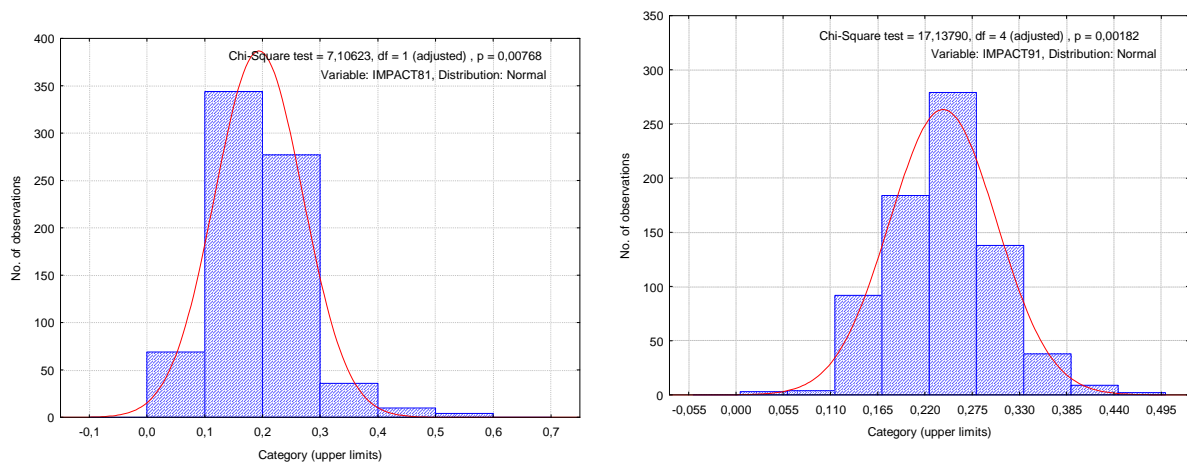 Chi-Square test = 7,10623, df = 1 (adjusted) , p = 0,00768
Variable: IMPACT81, Distribution: Normal
400
350
300
250
200
150
100
50
0
No. of observations
-0,1 0,0 0,1 0,2 0,3 0,4 0,5 0,6 0,7
Category (upper limits)
Chi-Square test = 17,13790, df = 4 (adjusted) , p = 0,00182
Variable: IMPACT91, Distribution: Normal
350
300
250
200
150
100
50
0
No. of observations
-0,055 0,000 0,055 0,110 0,165 0,220 0,275 0,330 0,385 0,440 0,495
Category (upper limits)